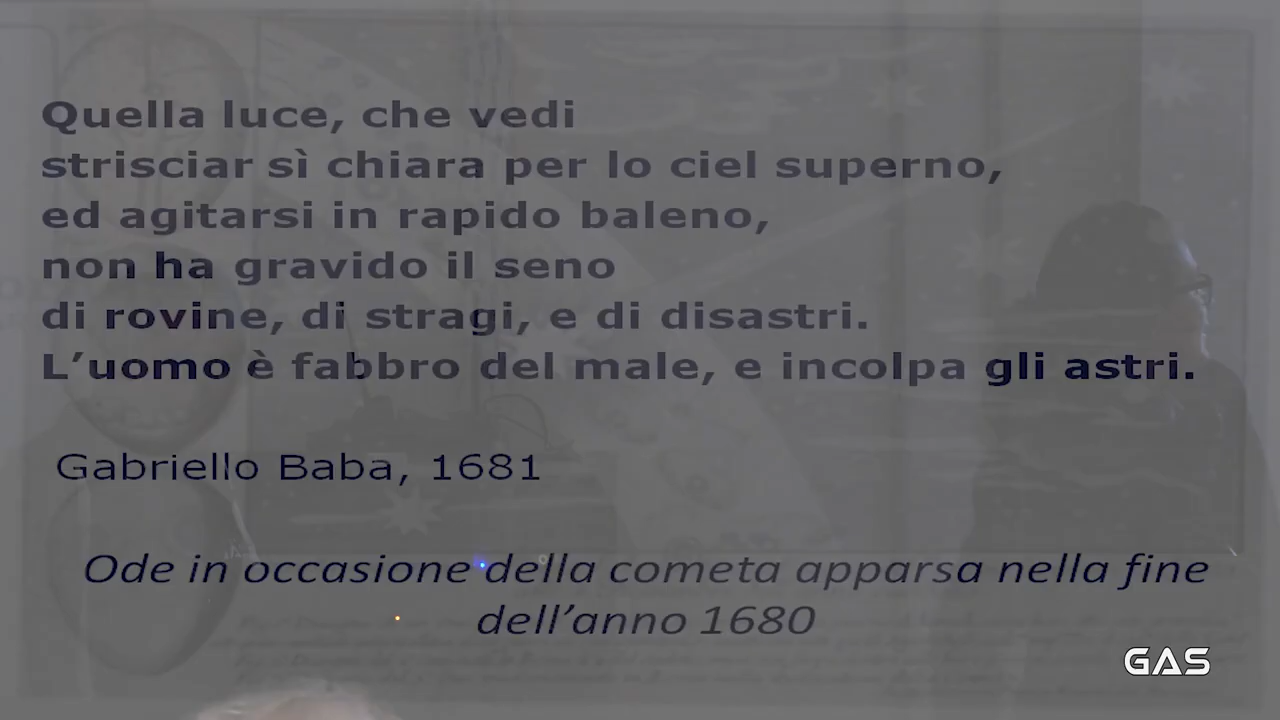 Quella luce, che vedi
strisciar sì chiara per lo ciel superno,
ed agitarsi in rapido baleno,
non ha gravido il seno
di rovine, di stragi, e di disastri.
L’uomo è fabbro del male, e incolpa gli astri.
Gabriello Baba, 1681
Ode in occasione della cometa apparsa nella fine
dell’anno 1680
GAS